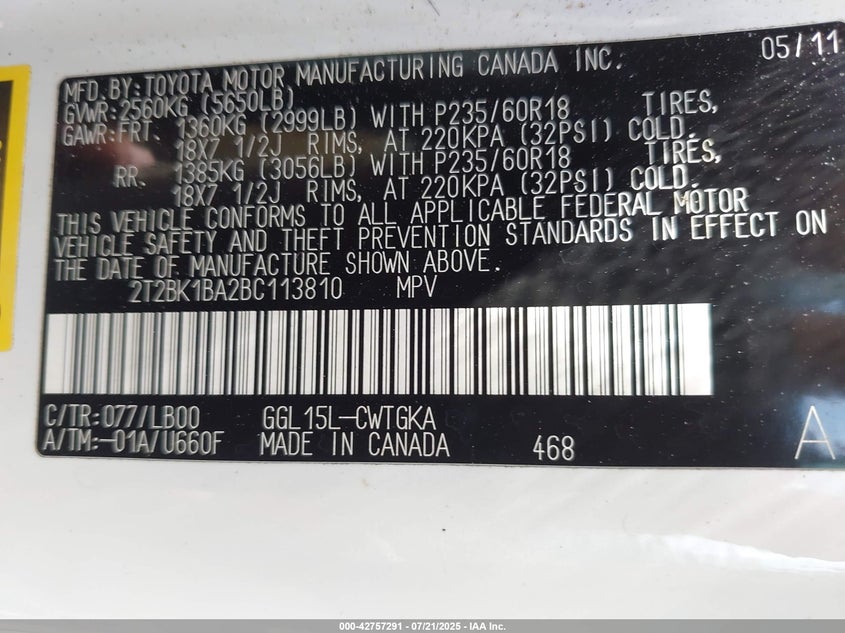 05/11
MFD. BY: TOYOTA MOTOR MANUFACTURING CANADA INC.
GVWR: 2560KG (5650LB)
GAWR: FRT. 1360KG (2999LB) WITH P235/60R18 TIRES,
18X7 1/2J RIMS, AT 220KPA (32PSI) COLD.
RR. 1385KG (3056LB) WITH P235/60R18 TIRES,
18X7 1/2J RIMS, AT 220KPA (32PSI) COLD.
THIS VEHICLE CONFORMS TO ALL APPLICABLE FEDERAL MOTOR
VEHICLE SAFETY AND THEFT PREVENTION STANDARDS IN EFFECT ON
THE DATE OF MANUFACTURE SHOWN ABOVE.
2T2BK1BA2BC113810 MPV
C/TR: 077/LB00 GGL15L-CWTGKA
A/TM: -01A/U660F MADE IN CANADA 468 A
000-42757291 - 07/21/2025 - IAA Inc.